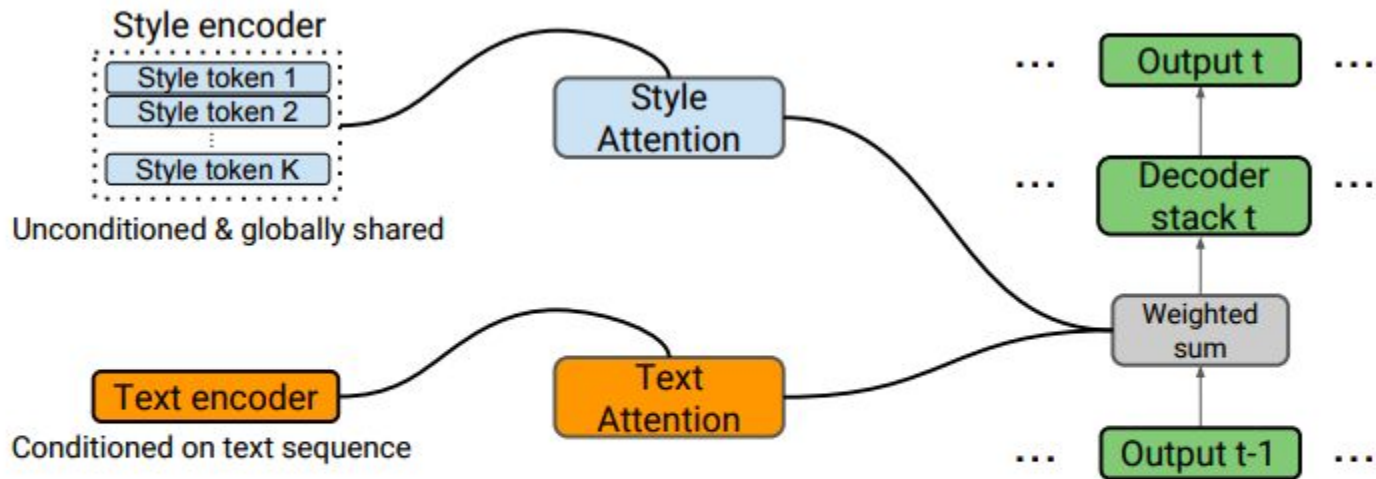 Style encoder
Style token 1
Style token 2
⋮
Style token K
Unconditioned & globally shared
Style
Attention
Text encoder
Conditioned on text sequence
Text
Attention
... Output t ...
... Decoder ...
stack t
Weighted
sum
... Output t-1 ...